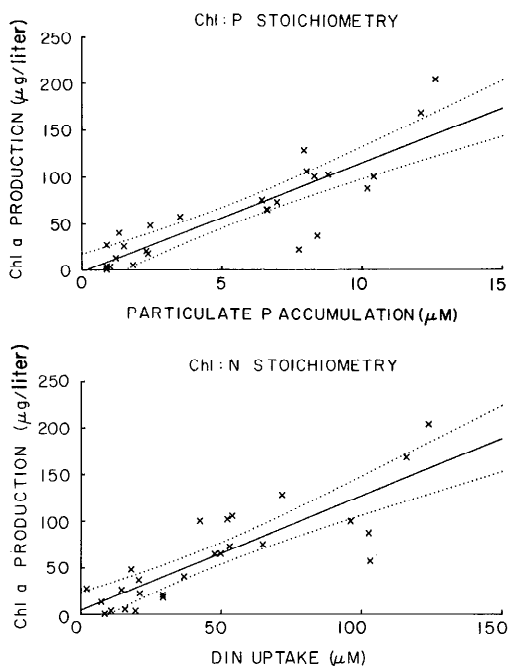 Chl:P STOICHIOMETRY
Chl a PRODUCTION (µg/liter)
250
200
150
100
50
0
0 5 10 15
PARTICULATE P ACCUMULATION (µM)
Chl:N STOICHIOMETRY
Chl a PRODUCTION (µg/liter)
250
200
150
100
50
0
0 50 100 150
DIN UPTAKE (µM)